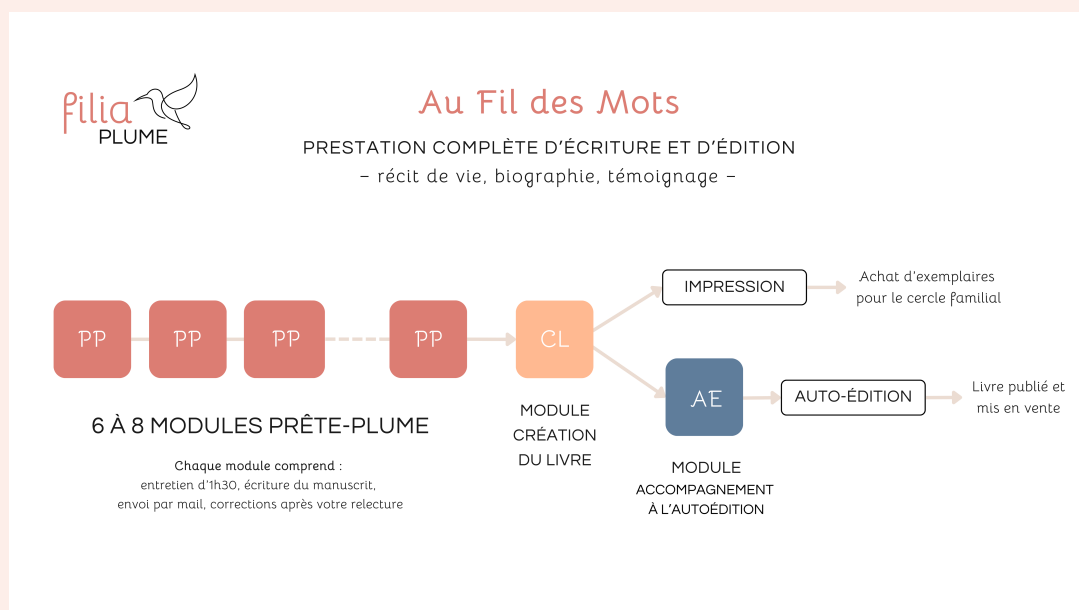 filia
PLUME
Au Fil des Mots
PRESTATION COMPLÈTE D'ÉCRITURE ET D'ÉDITION
– récit de vie, biographie, témoignage –
PP
PP
PP
PP
CL
IMPRESSION
Achat d'exemplaires
pour le cercle familial
AE
AUTO-ÉDITION
Livre publié et
mis en vente
6 À 8 MODULES PRÊTE-PLUME
Chaque module comprend :
entretien d'1h30, écriture du manuscrit,
envoi par mail, corrections après votre relecture
MODULE
CRÉATION
DU LIVRE
MODULE
ACCOMPAGNEMENT
À L'AUTOÉDITION